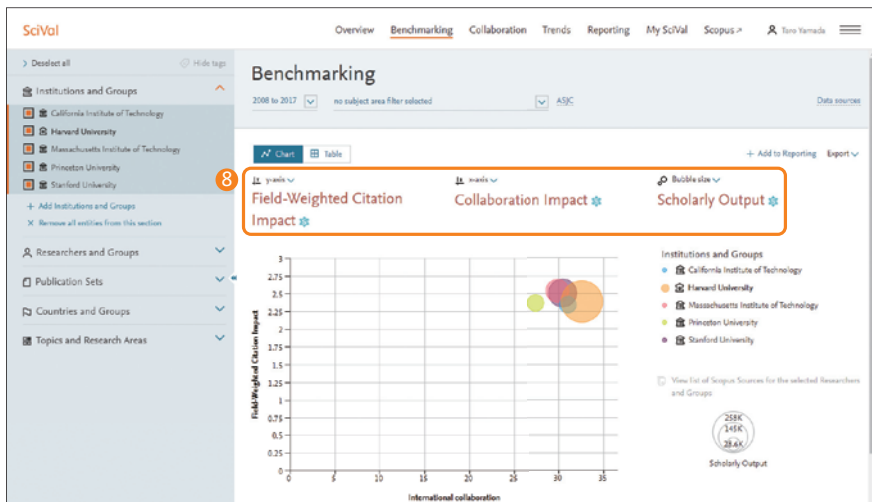 SciVal
Overview Benchmarking Collaboration Trends Reporting My SciVal Scopus↗ Taro Yamada
> Deselect all Hide tags
Institutions and Groups
California Institute of Technology
Harvard University
Massachusetts Institute of Technology
Princeton University
Stanford University
+ Add Institutions and Groups
× Remove all entities from this section
Researchers and Groups
Publication Sets
Countries and Groups
Topics and Research Areas
Benchmarking
2008 to 2017 no subject area filter selected ASJC Data sources
Chart Table + Add to Reporting Export
8
y-axis x-axis Bubble size
Field-Weighted Citation Impact Collaboration Impact Scholarly Output
3
2.75
2.5
2.25
2
1.75
1.5
1.25
1
0.75
0.5
0.25
0
Field-Weighted Citation Impact
0 5 10 15 20 25 30 35
International collaboration
Institutions and Groups
California Institute of Technology
Harvard University
Massachusetts Institute of Technology
Princeton University
Stanford University
View list of Scopus Sources for the selected Researchers
and Groups
258K
145K
23.6K
Scholarly Output